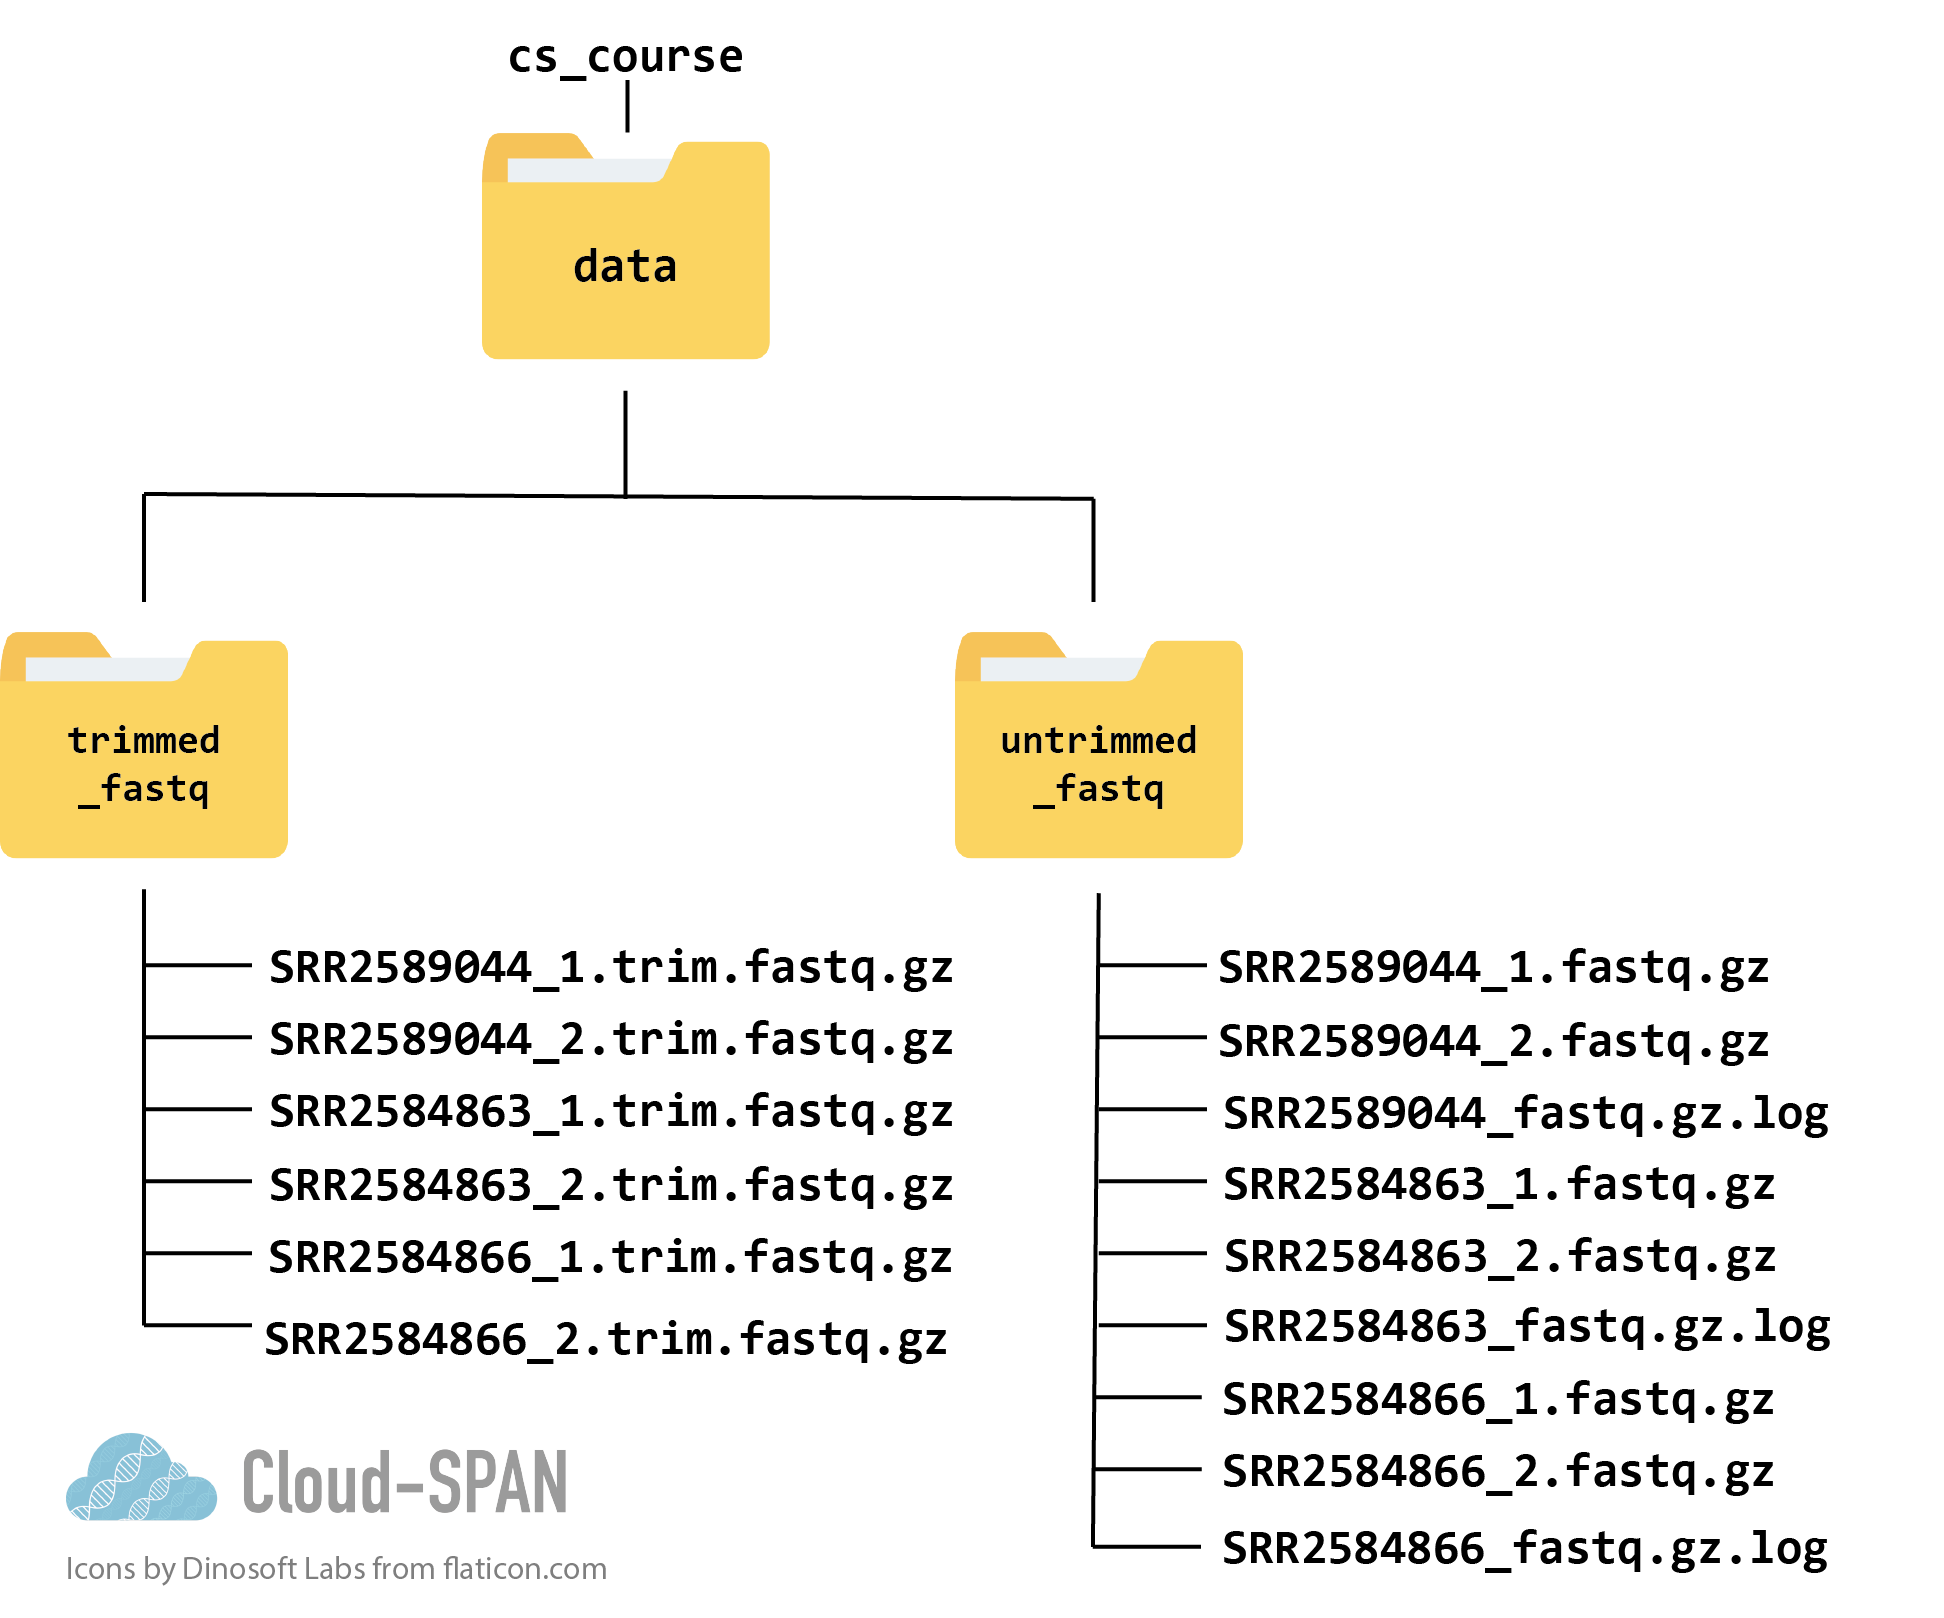 cs_course
data
trimmed
_fastq
untrimmed
_fastq
SRR2589044_1.trim.fastq.gz
SRR2589044_2.trim.fastq.gz
SRR2584863_1.trim.fastq.gz
SRR2584863_2.trim.fastq.gz
SRR2584866_1.trim.fastq.gz
SRR2584866_2.trim.fastq.gz
SRR2589044_1.fastq.gz
SRR2589044_2.fastq.gz
SRR2589044_fastq.gz.log
SRR2584863_1.fastq.gz
SRR2584863_2.fastq.gz
SRR2584863_fastq.gz.log
SRR2584866_1.fastq.gz
SRR2584866_2.fastq.gz
SRR2584866_fastq.gz.log
Cloud-SPAN
Icons by Dinosoft Labs from flaticon.com